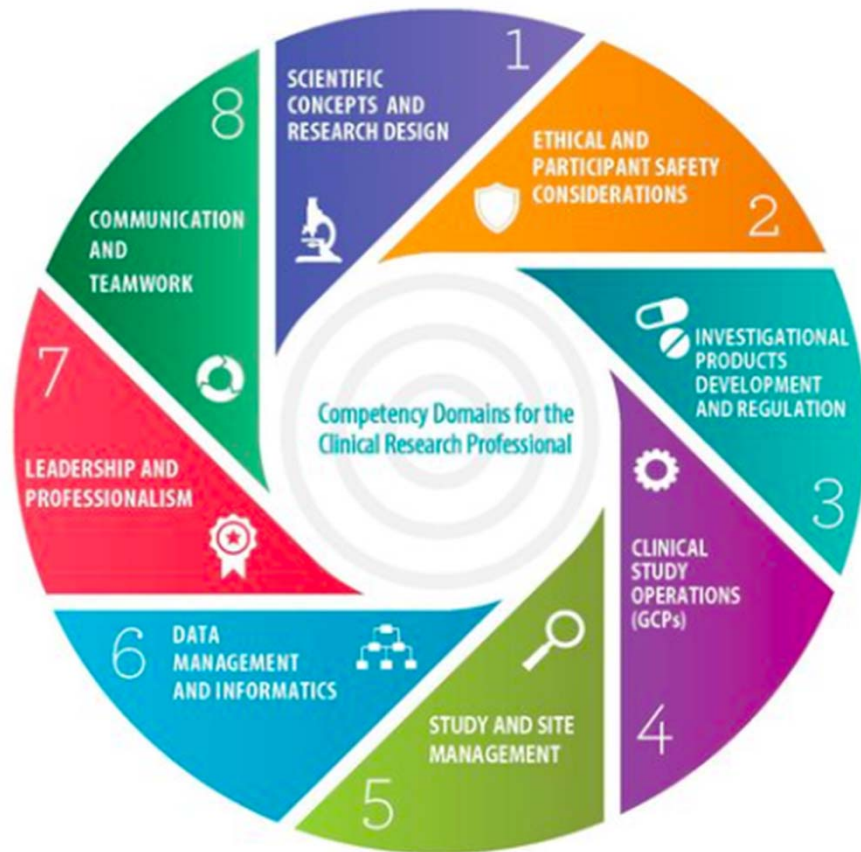 1
SCIENTIFIC
CONCEPTS AND
RESEARCH DESIGN
2
ETHICAL AND
PARTICIPANT SAFETY
CONSIDERATIONS
3
INVESTIGATIONAL
PRODUCTS
DEVELOPMENT
AND REGULATION
4
CLINICAL
STUDY
OPERATIONS
(GCPs)
5
STUDY AND SITE
MANAGEMENT
6
DATA
MANAGEMENT
AND INFORMATICS
7
LEADERSHIP AND
PROFESSIONALISM
8
COMMUNICATION
AND
TEAMWORK
Competency Domains for the
Clinical Research Professional